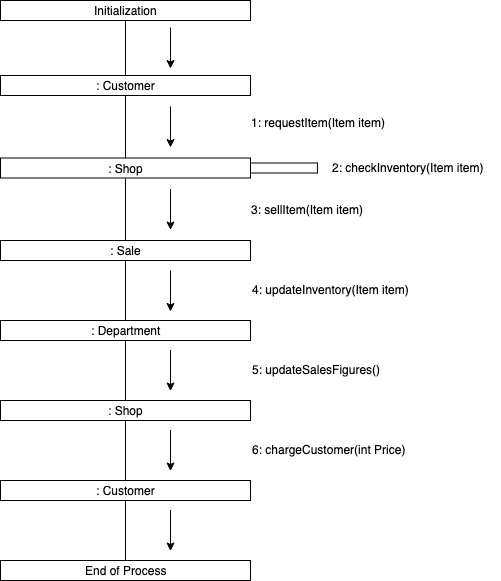 Initialization
: Customer
1: requestItem(Item item)
: Shop
2: checkInventory(Item item)
3: sellItem(Item item)
: Sale
4: updateInventory(Item item)
: Department
5: updateSalesFigures()
: Shop
6: chargeCustomer(int Price)
: Customer
End of Process